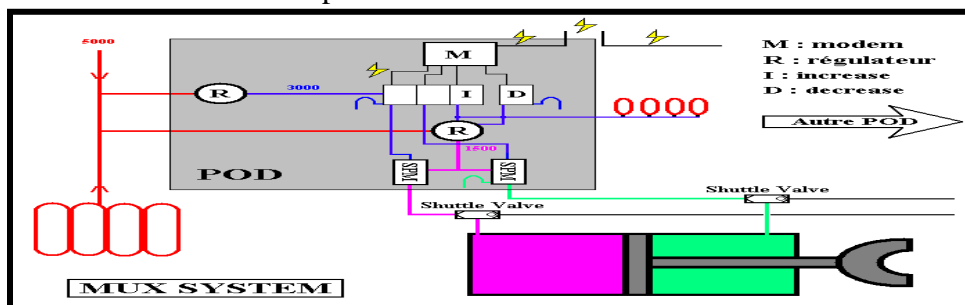 5000
M
M : modem
R : régulateur
I : increase
D : decrease
R
3000
I
D
Autre POD
R
1500
POD
SPM
SPM
Shuttle Valve
Shuttle Valve
MUX SYSTEM